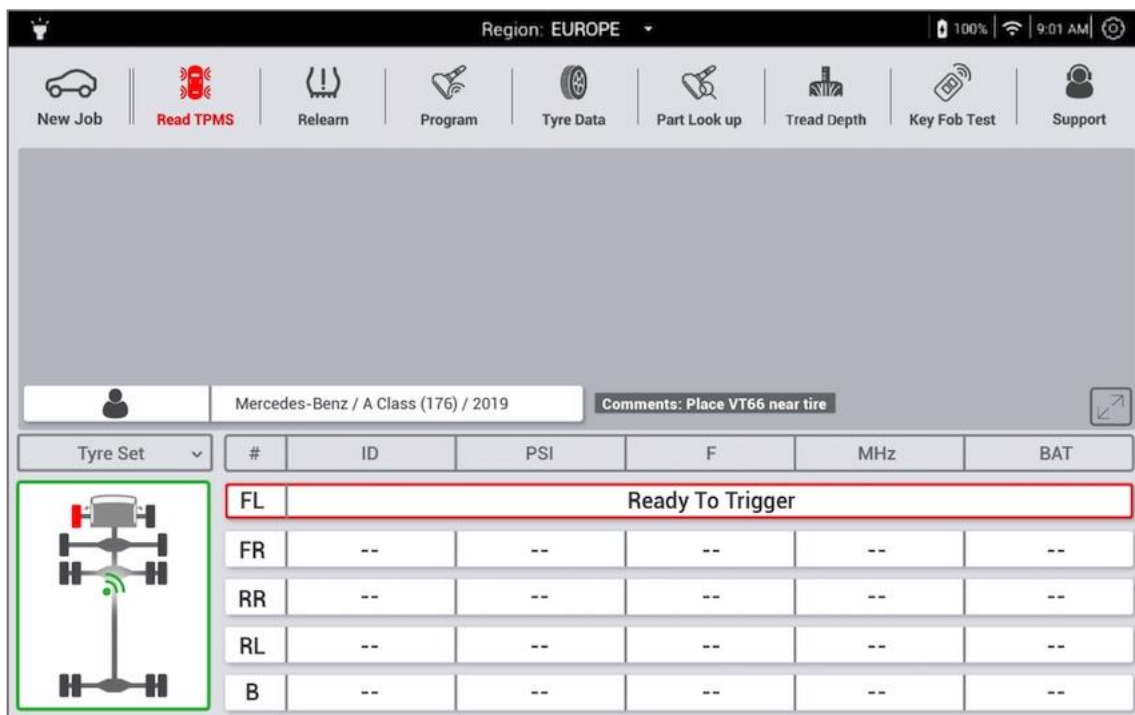 Region: EUROPE 100% 9:01 AM
New Job Read TPMS Relearn Program Tyre Data Part Look up Tread Depth Key Fob Test Support
Mercedes-Benz / A Class (176) / 2019 Comments: Place VT66 near tire
Tyre Set # ID PSI F MHz BAT
FL Ready To Trigger
FR -- -- -- -- --
RR -- -- -- -- --
RL -- -- -- -- --
B -- -- -- -- --